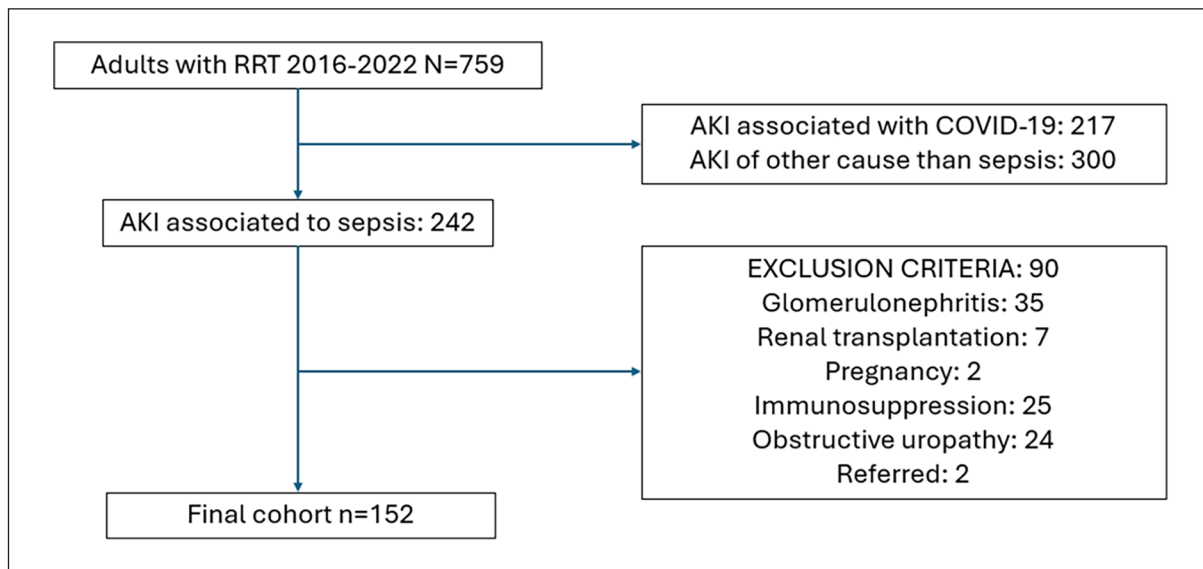 Adults with RRT 2016-2022 N=759
AKI associated with COVID-19: 217
AKI of other cause than sepsis: 300
AKI associated to sepsis: 242
EXCLUSION CRITERIA: 90
Glomerulonephritis: 35
Renal transplantation: 7
Pregnancy: 2
Immunosuppression: 25
Obstructive uropathy: 24
Referred: 2
Final cohort n=152